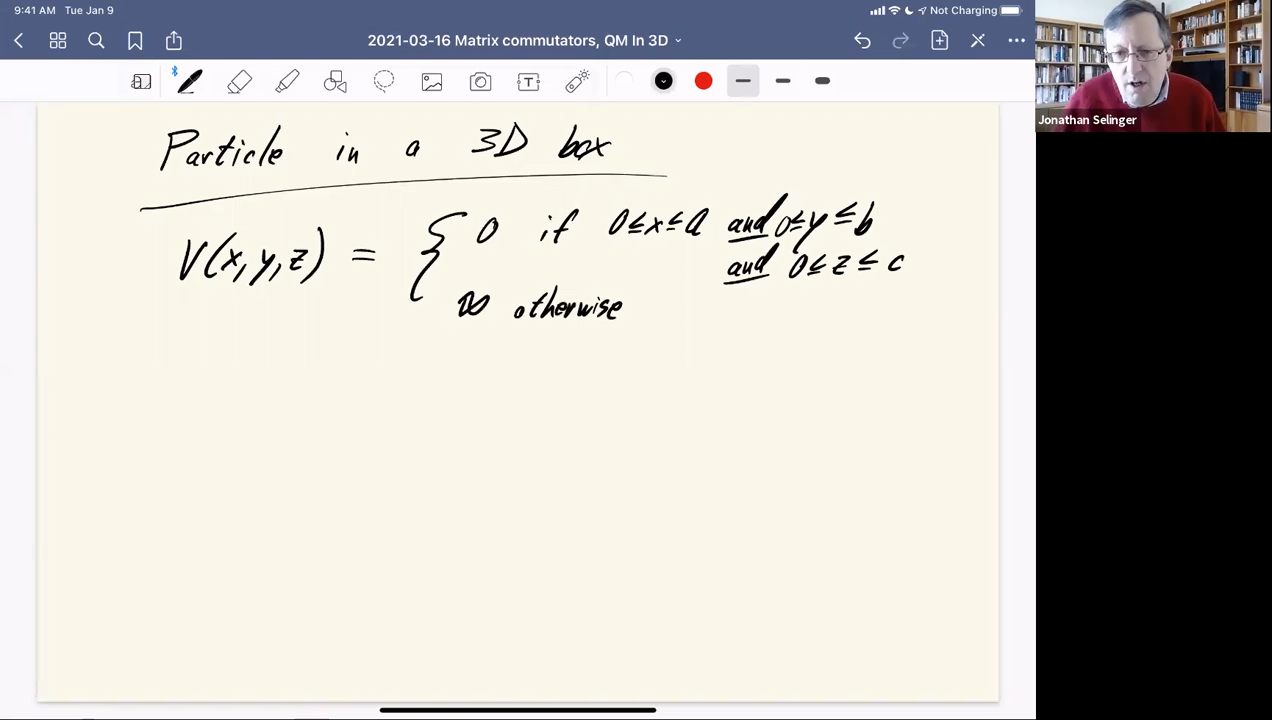 9:41 AM Tue Jan 9
Not Charging
2021-03-16 Matrix commutators, QM In 3D
Jonathan Selinger
Particle in a 3D box
V(x,y,z) = { 0 if 0≤x≤a and 0≤y≤b
and 0≤z≤c
∞ otherwise